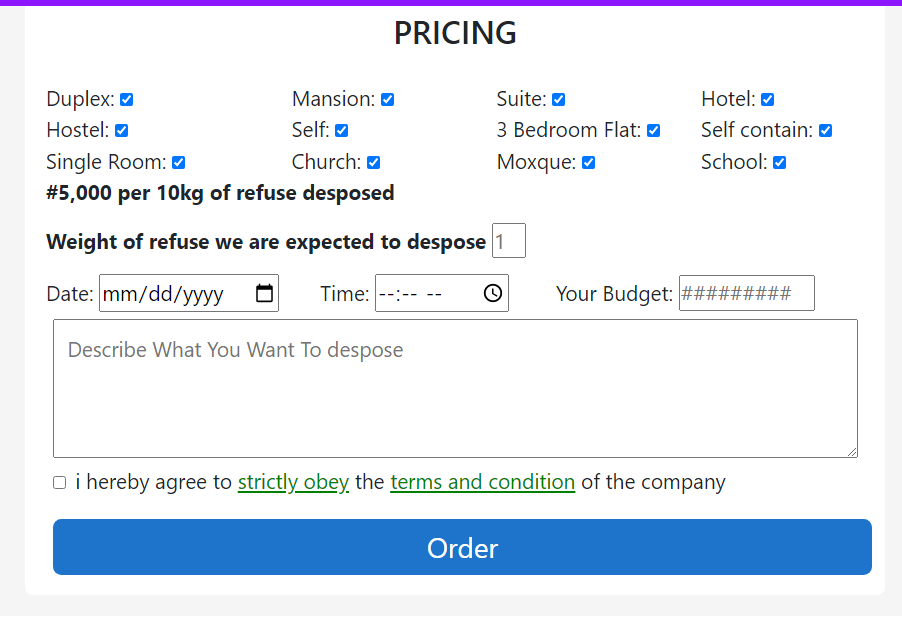 PRICING
Duplex: Mansion: Suite: Hotel:
Hostel: Self: 3 Bedroom Flat: Self contain:
Single Room: Church: Moxque: School:
#5,000 per 10kg of refuse desposed
Weight of refuse we are expected to despose 1
Date: mm/dd/yyyy Time: --:-- -- Your Budget: #########
Describe What You Want To despose
i hereby agree to strictly obey the terms and condition of the company
Order